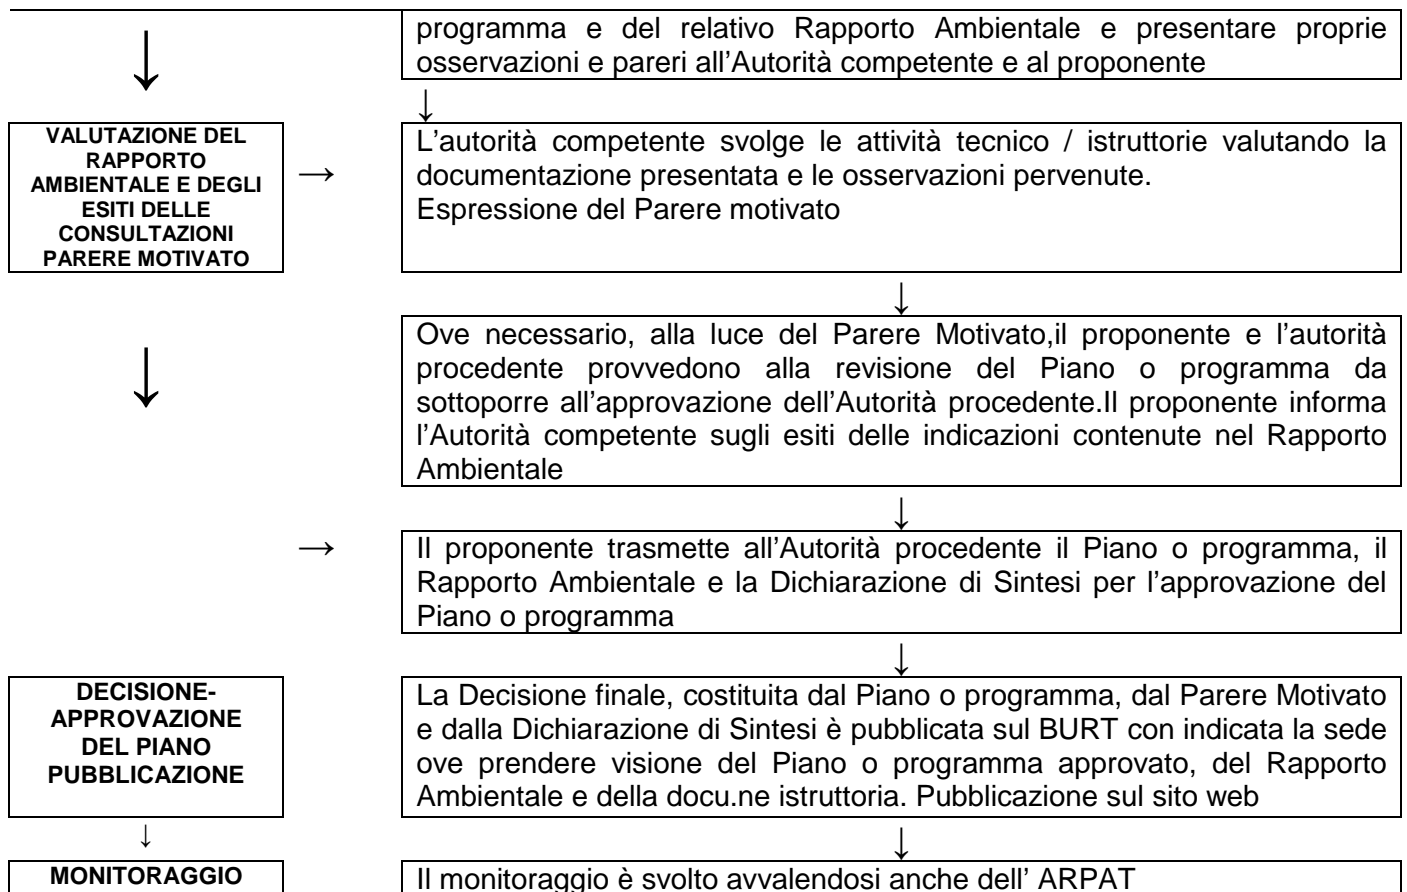 programma e del relativo Rapporto Ambientale e presentare proprie
osservazioni e pareri all’Autorità competente e al proponente
↓
↓
VALUTAZIONE DEL
RAPPORTO
AMBIENTALE E DEGLI
ESITI DELLE
CONSULTAZIONI
PARERE MOTIVATO
→
L’autorità competente svolge le attività tecnico / istruttorie valutando la
documentazione presentata e le osservazioni pervenute.
Espressione del Parere motivato
↓
↓
Ove necessario, alla luce del Parere Motivato,il proponente e l’autorità
procedente provvedono alla revisione del Piano o programma da
sottoporre all’approvazione dell’Autorità procedente.Il proponente informa
l’Autorità competente sugli esiti delle indicazioni contenute nel Rapporto
Ambientale
↓
→
Il proponente trasmette all’Autorità procedente il Piano o programma, il
Rapporto Ambientale e la Dichiarazione di Sintesi per l’approvazione del
Piano o programma
↓
DECISIONE-
APPROVAZIONE
DEL PIANO
PUBBLICAZIONE
La Decisione finale, costituita dal Piano o programma, dal Parere Motivato
e dalla Dichiarazione di Sintesi è pubblicata sul BURT con indicata la sede
ove prendere visione del Piano o programma approvato, del Rapporto
Ambientale e della docu.ne istruttoria. Pubblicazione sul sito web
↓
↓
MONITORAGGIO
Il monitoraggio è svolto avvalendosi anche dell’ ARPAT